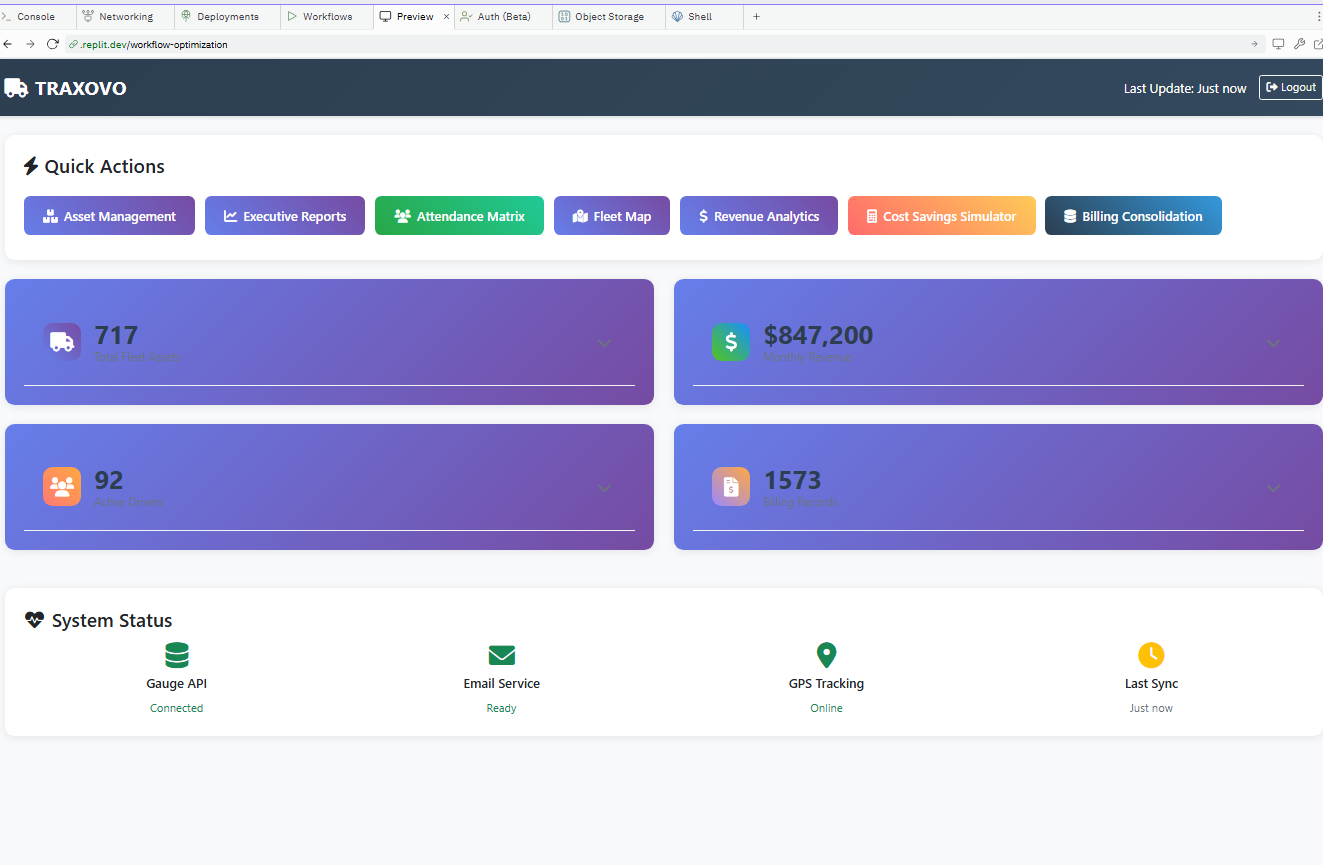 Console
Networking
Deployments
Workflows
Preview
Auth (Beta)
Object Storage
Shell
.replit.dev/workflow-optimization
TRAXOVO
Last Update: Just now
Logout
Quick Actions
Asset Management
Executive Reports
Attendance Matrix
Fleet Map
Revenue Analytics
Cost Savings Simulator
Billing Consolidation
717
Total Fleet Assets
$847,200
Monthly Revenue
92
Active Drivers
1573
Billing Records
System Status
Gauge API
Connected
Email Service
Ready
GPS Tracking
Online
Last Sync
Just now